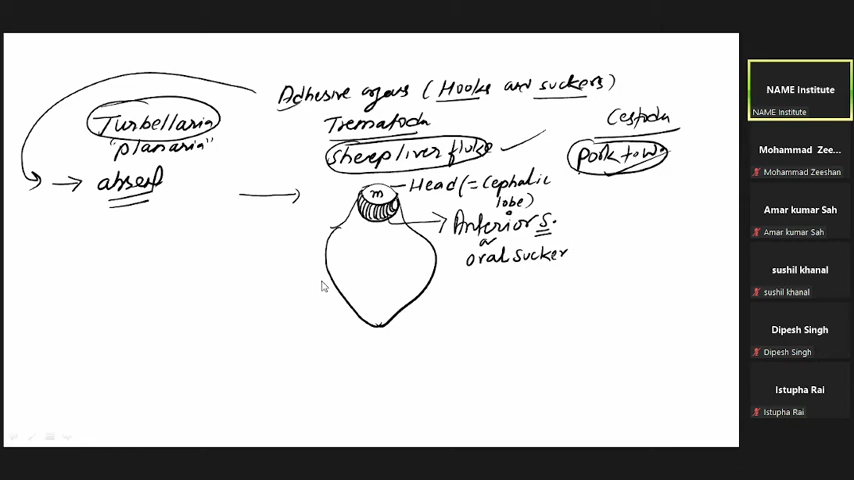 Adhesive organs (Hooks and suckers)
Turbellaria
"planaria"
→ absent
Trematoda
sheep liver fluke ✓
Cestoda
m
Head (= cephalic
lobe)
Anterior S.
or
oral sucker
NAME Institute
NAME Institute
Mohammad Zee...
Mohammad Zeeshan
Amar kumar Sah
Amar kumar Sah
sushil khanal
sushil khanal
Dipesh Singh
Dipesh Singh
Istupha Rai
Istupha Rai